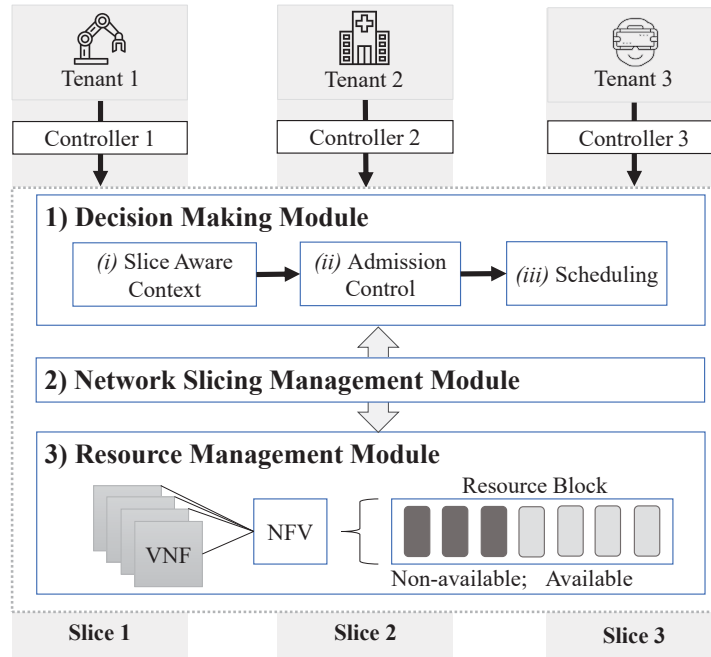 Tenant 1
Tenant 2
Tenant 3
Controller 1
Controller 2
Controller 3
1) Decision Making Module
(i) Slice Aware
Context
(ii) Admission
Control
(iii) Scheduling
2) Network Slicing Management Module
3) Resource Management Module
VNF
NFV
Resource Block
Non-available; Available
Slice 1
Slice 2
Slice 3